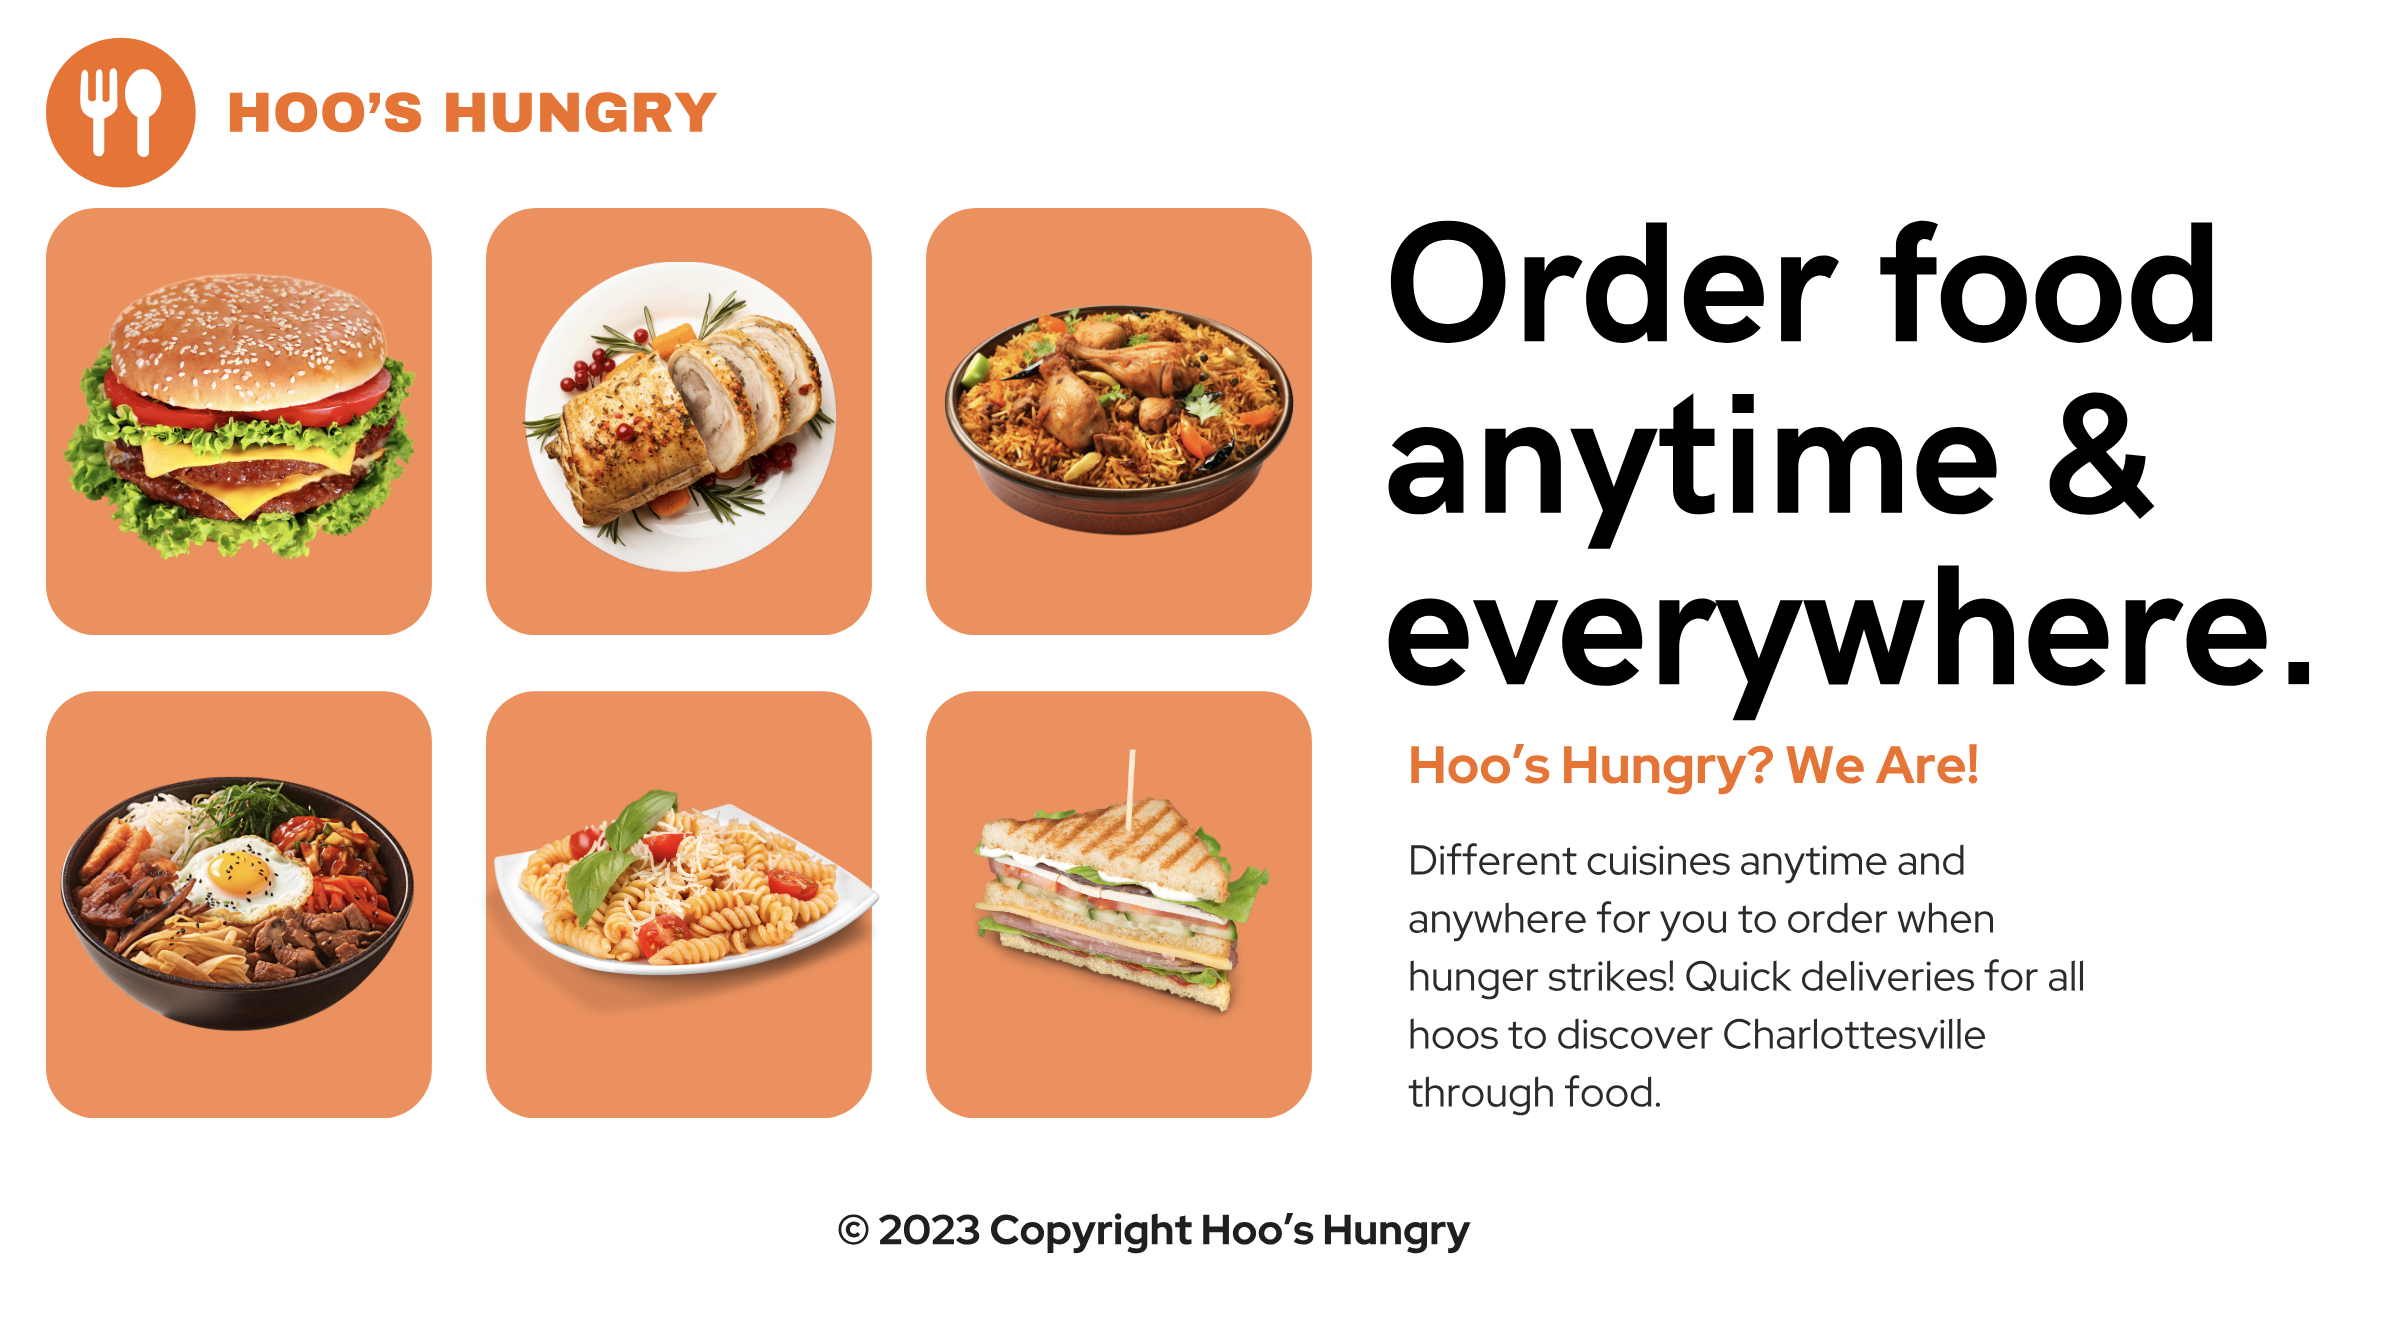 HOO’S HUNGRY
Order food
anytime &
everywhere.
Hoo’s Hungry? We Are!
Different cuisines anytime and
anywhere for you to order when
hunger strikes! Quick deliveries for all
hoos to discover Charlottesville
through food.
© 2023 Copyright Hoo’s Hungry